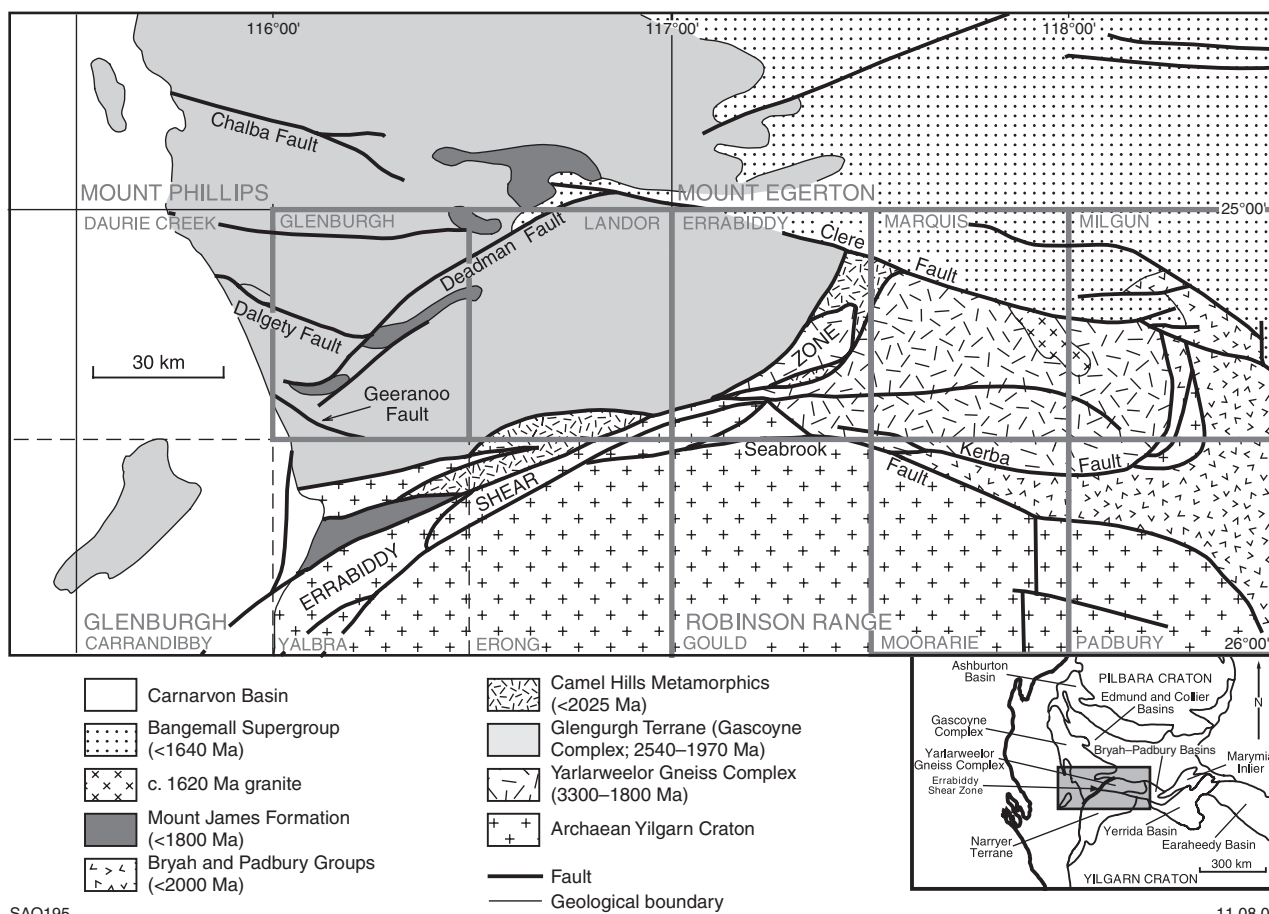 116°00'
117°00'
118°00'
Chalba Fault
MOUNT PHILLIPS
MOUNT EGERTON
25°00'
DAURIE CREEK
GLENBURGH
LANDOR
ERRABIDDY
MARQUIS
MILGUN
Deadman Fault
Clere
Fault
Dalgety Fault
ZONE
30 km
Geeranoo
Fault
Seabrook
Fault
Kerba
Fault
SHEAR
ERRABIDDY
GLENBURGH
ROBINSON RANGE
CARRANDIBBY
YALBRA
ERONG
GOULD
MOORARIE
PADBURY
26°00'
Carnarvon Basin
Bangemall Supergroup
(<1640 Ma)
c. 1620 Ma granite
Mount James Formation
(<1800 Ma)
Bryah and Padbury Groups
(<2000 Ma)
Camel Hills Metamorphics
(<2025 Ma)
Glengurgh Terrane (Gascoyne
Complex; 2540–1970 Ma)
Yarlarweelor Gneiss Complex
(3300–1800 Ma)
Archaean Yilgarn Craton
Fault
Geological boundary
Ashburton
Basin
PILBARA CRATON
Edmund and Collier
Basins
N
Gascoyne
Complex
Bryah–Padbury Basins
Yarlarweelor
Gneiss Complex
Marymia
Inlier
Errabiddy
Shear Zone
Narryer
Terrane
Yerrida Basin
Earaheedy Basin
300 km
YILGARN CRATON
SAO195
11.08.0